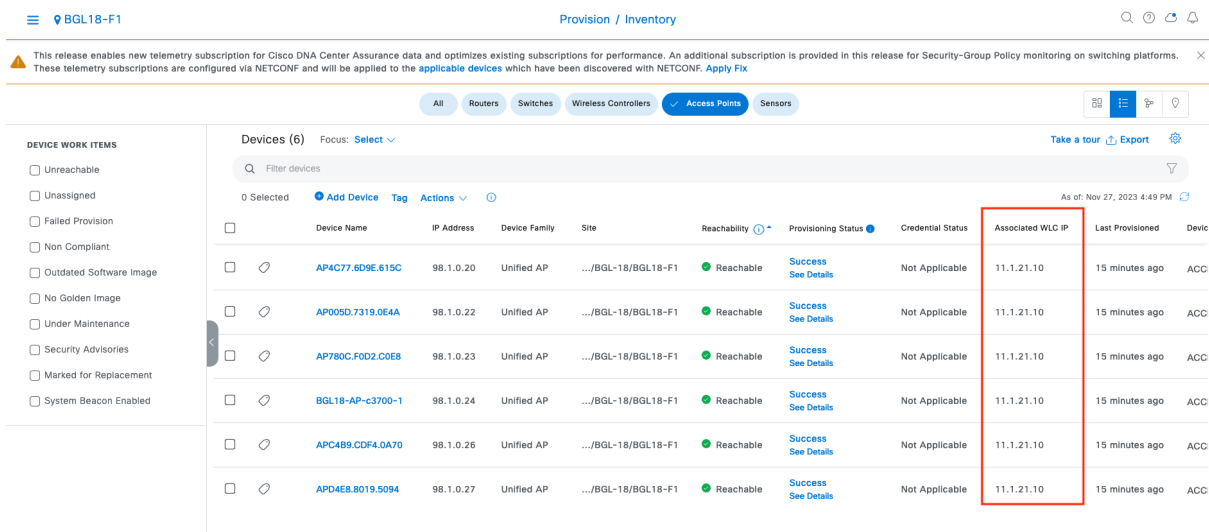 BGL18-F1
Provision / Inventory
This release enables new telemetry subscription for Cisco DNA Center Assurance data and optimizes existing subscriptions for performance. An additional subscription is provided in this release for Security-Group Policy monitoring on switching platforms.
These telemetry subscriptions are configured via NETCONF and will be applied to the applicable devices which have been discovered with NETCONF. Apply Fix
All Routers Switches Wireless Controllers Access Points Sensors
DEVICE WORK ITEMS
Unreachable
Unassigned
Failed Provision
Non Compliant
Outdated Software Image
No Golden Image
Under Maintenance
Security Advisories
Marked for Replacement
System Beacon Enabled
Devices (6) Focus: Select
Take a tour Export
Filter devices
0 Selected Add Device Tag Actions
As of: Nov 27, 2023 4:49 PM
Device Name IP Address Device Family Site Reachability Provisioning Status Credential Status Associated WLC IP Last Provisioned Devic
AP4C77.6D9E.615C 98.1.0.20 Unified AP .../BGL-18/BGL18-F1 Reachable Success Not Applicable 11.1.21.10 15 minutes ago ACC
See Details
AP005D.7319.0E4A 98.1.0.22 Unified AP .../BGL-18/BGL18-F1 Reachable Success Not Applicable 11.1.21.10 15 minutes ago ACC
See Details
AP780C.F0D2.C0E8 98.1.0.23 Unified AP .../BGL-18/BGL18-F1 Reachable Success Not Applicable 11.1.21.10 15 minutes ago ACC
See Details
BGL18-AP-c3700-1 98.1.0.24 Unified AP .../BGL-18/BGL18-F1 Reachable Success Not Applicable 11.1.21.10 15 minutes ago ACC
See Details
APC4B9.CDF4.0A70 98.1.0.26 Unified AP .../BGL-18/BGL18-F1 Reachable Success Not Applicable 11.1.21.10 15 minutes ago ACC
See Details
APD4E8.8019.5094 98.1.0.27 Unified AP .../BGL-18/BGL18-F1 Reachable Success Not Applicable 11.1.21.10 15 minutes ago ACC
See Details